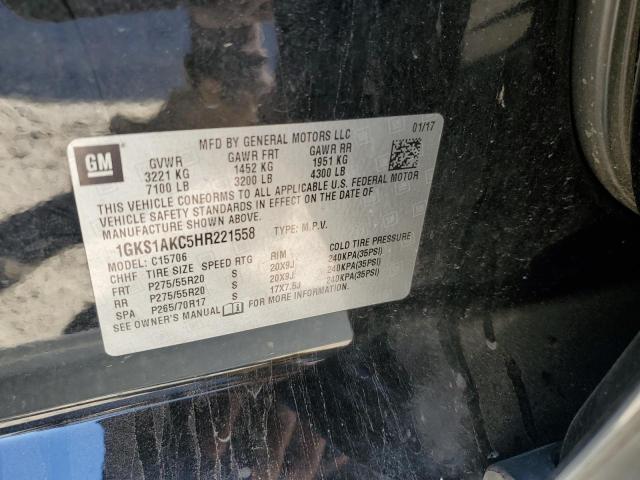 GM
MFD BY GENERAL MOTORS LLC 01/17
GVWR GAWR FRT GAWR RR
3221 KG 1452 KG 1951 KG
7100 LB 3200 LB 4300 LB
THIS VEHICLE CONFORMS TO ALL APPLICABLE U.S. FEDERAL MOTOR
VEHICLE SAFETY STANDARDS IN EFFECT ON THE DATE OF
MANUFACTURE SHOWN ABOVE.
1GKS1AKC5HR221558 TYPE: M.P.V.
MODEL: C15706
CHHF TIRE SIZE SPEED RTG RIM COLD TIRE PRESSURE
FRT P275/55R20 S 20X9J 240KPA(35PSI)
RR P275/55R20 S 20X9J 240KPA(35PSI)
SPA P265/70R17 S 17X7.5J 240KPA(35PSI)
SEE OWNER'S MANUAL FOR MORE INFORMATION.